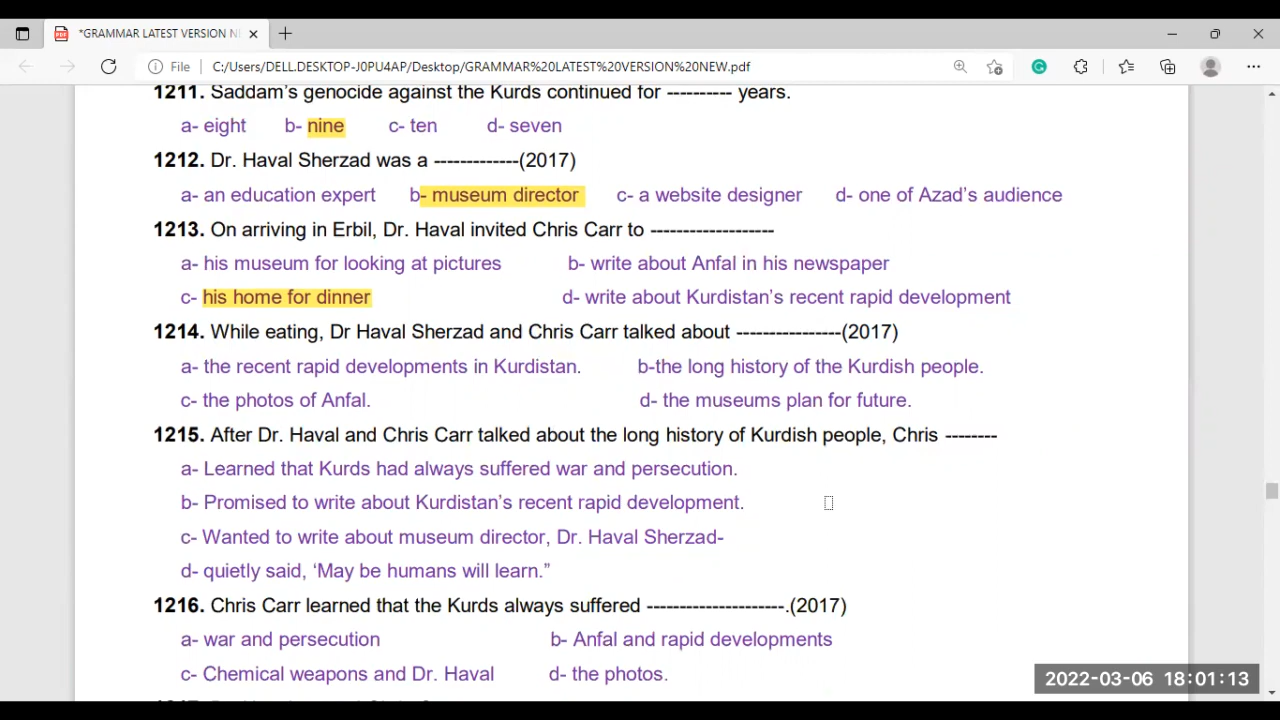 *GRAMMAR LATEST VERSION N
File
C:/Users/DELL.DESKTOP-J0PU4AP/Desktop/GRAMMAR%20LATEST%20VERSION%20NEW.pdf
1211. Saddam's genocide against the Kurds continued for ---------- years.
a- eight b- nine c- ten d- seven
1212. Dr. Haval Sherzad was a -------------(2017)
a- an education expert b- museum director c- a website designer d- one of Azad's audience
1213. On arriving in Erbil, Dr. Haval invited Chris Carr to -------------------
a- his museum for looking at pictures b- write about Anfal in his newspaper
c- his home for dinner d- write about Kurdistan's recent rapid development
1214. While eating, Dr Haval Sherzad and Chris Carr talked about ----------------(2017)
a- the recent rapid developments in Kurdistan. b-the long history of the Kurdish people.
c- the photos of Anfal. d- the museums plan for future.
1215. After Dr. Haval and Chris Carr talked about the long history of Kurdish people, Chris --------
a- Learned that Kurds had always suffered war and persecution.
b- Promised to write about Kurdistan's recent rapid development.
c- Wanted to write about museum director, Dr. Haval Sherzad-
d- quietly said, ‘May be humans will learn.”
1216. Chris Carr learned that the Kurds always suffered ---------------------.(2017)
a- war and persecution b- Anfal and rapid developments
c- Chemical weapons and Dr. Haval d- the photos.
2022-03-06 18:01:13